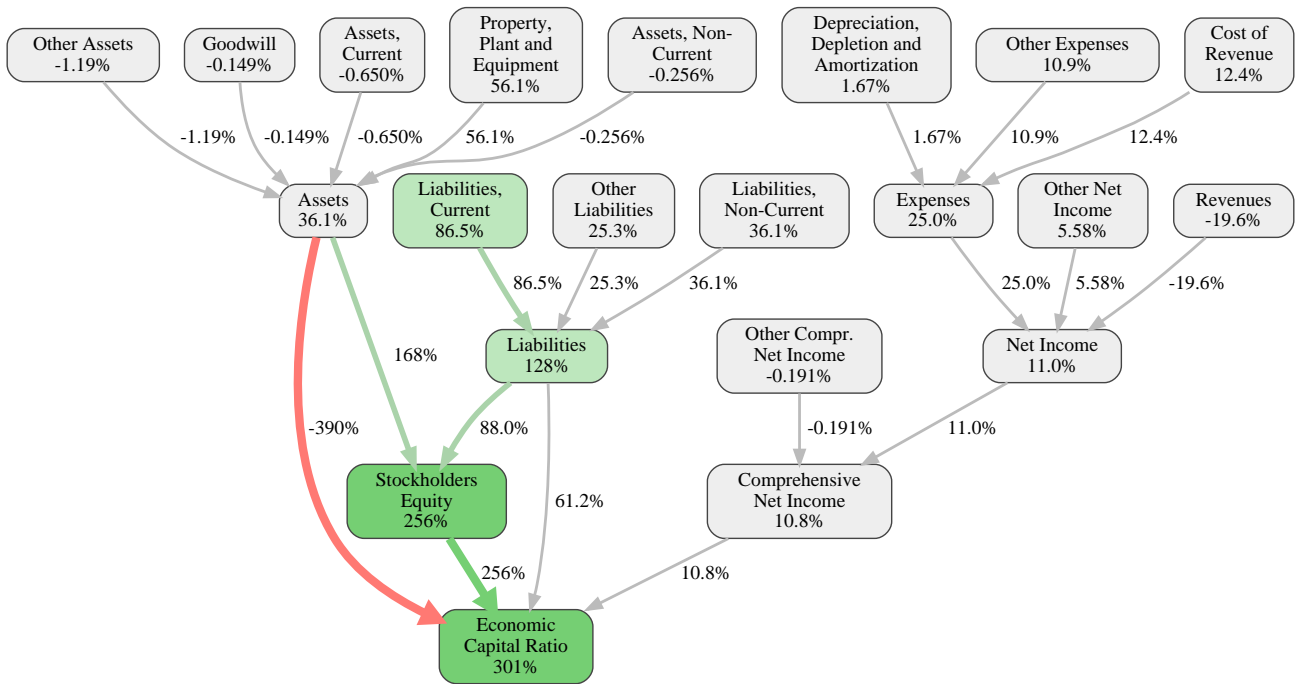 Other Assets
-1.19%
Goodwill
-0.149%
Assets,
Current
-0.650%
Property,
Plant and
Equipment
56.1%
Assets, Non-
Current
-0.256%
Depreciation,
Depletion and
Amortization
1.67%
Other Expenses
10.9%
Cost of
Revenue
12.4%
-1.19%
-0.149%
-0.650%
56.1%
-0.256%
1.67%
10.9%
12.4%
Assets
36.1%
Liabilities,
Current
86.5%
Other
Liabilities
25.3%
Liabilities,
Non-Current
36.1%
Expenses
25.0%
Other Net
Income
5.58%
Revenues
-19.6%
86.5%
25.3%
36.1%
25.0%
5.58%
-19.6%
168%
Liabilities
128%
Other Compr.
Net Income
-0.191%
Net Income
11.0%
-390%
88.0%
-0.191%
11.0%
Stockholders
Equity
256%
61.2%
Comprehensive
Net Income
10.8%
256%
10.8%
Economic
Capital Ratio
301%